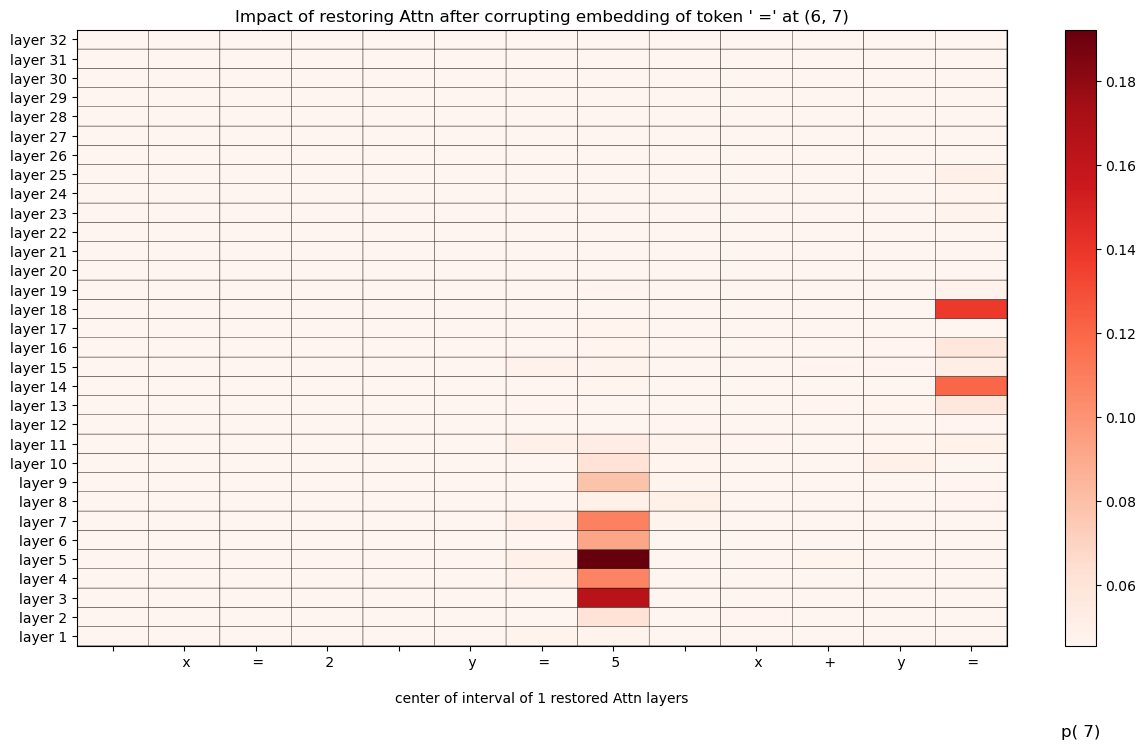 Impact of restoring Attn after corrupting embedding of token ' =' at (6, 7)
layer 32
layer 31
layer 30
layer 29
layer 28
layer 27
layer 26
layer 25
layer 24
layer 23
layer 22
layer 21
layer 20
layer 19
layer 18
layer 17
layer 16
layer 15
layer 14
layer 13
layer 12
layer 11
layer 10
layer 9
layer 8
layer 7
layer 6
layer 5
layer 4
layer 3
layer 2
layer 1
x = 2 y = 5 x + y =
center of interval of 1 restored Attn layers
0.18
0.16
0.14
0.12
0.10
0.08
0.06
p( 7)